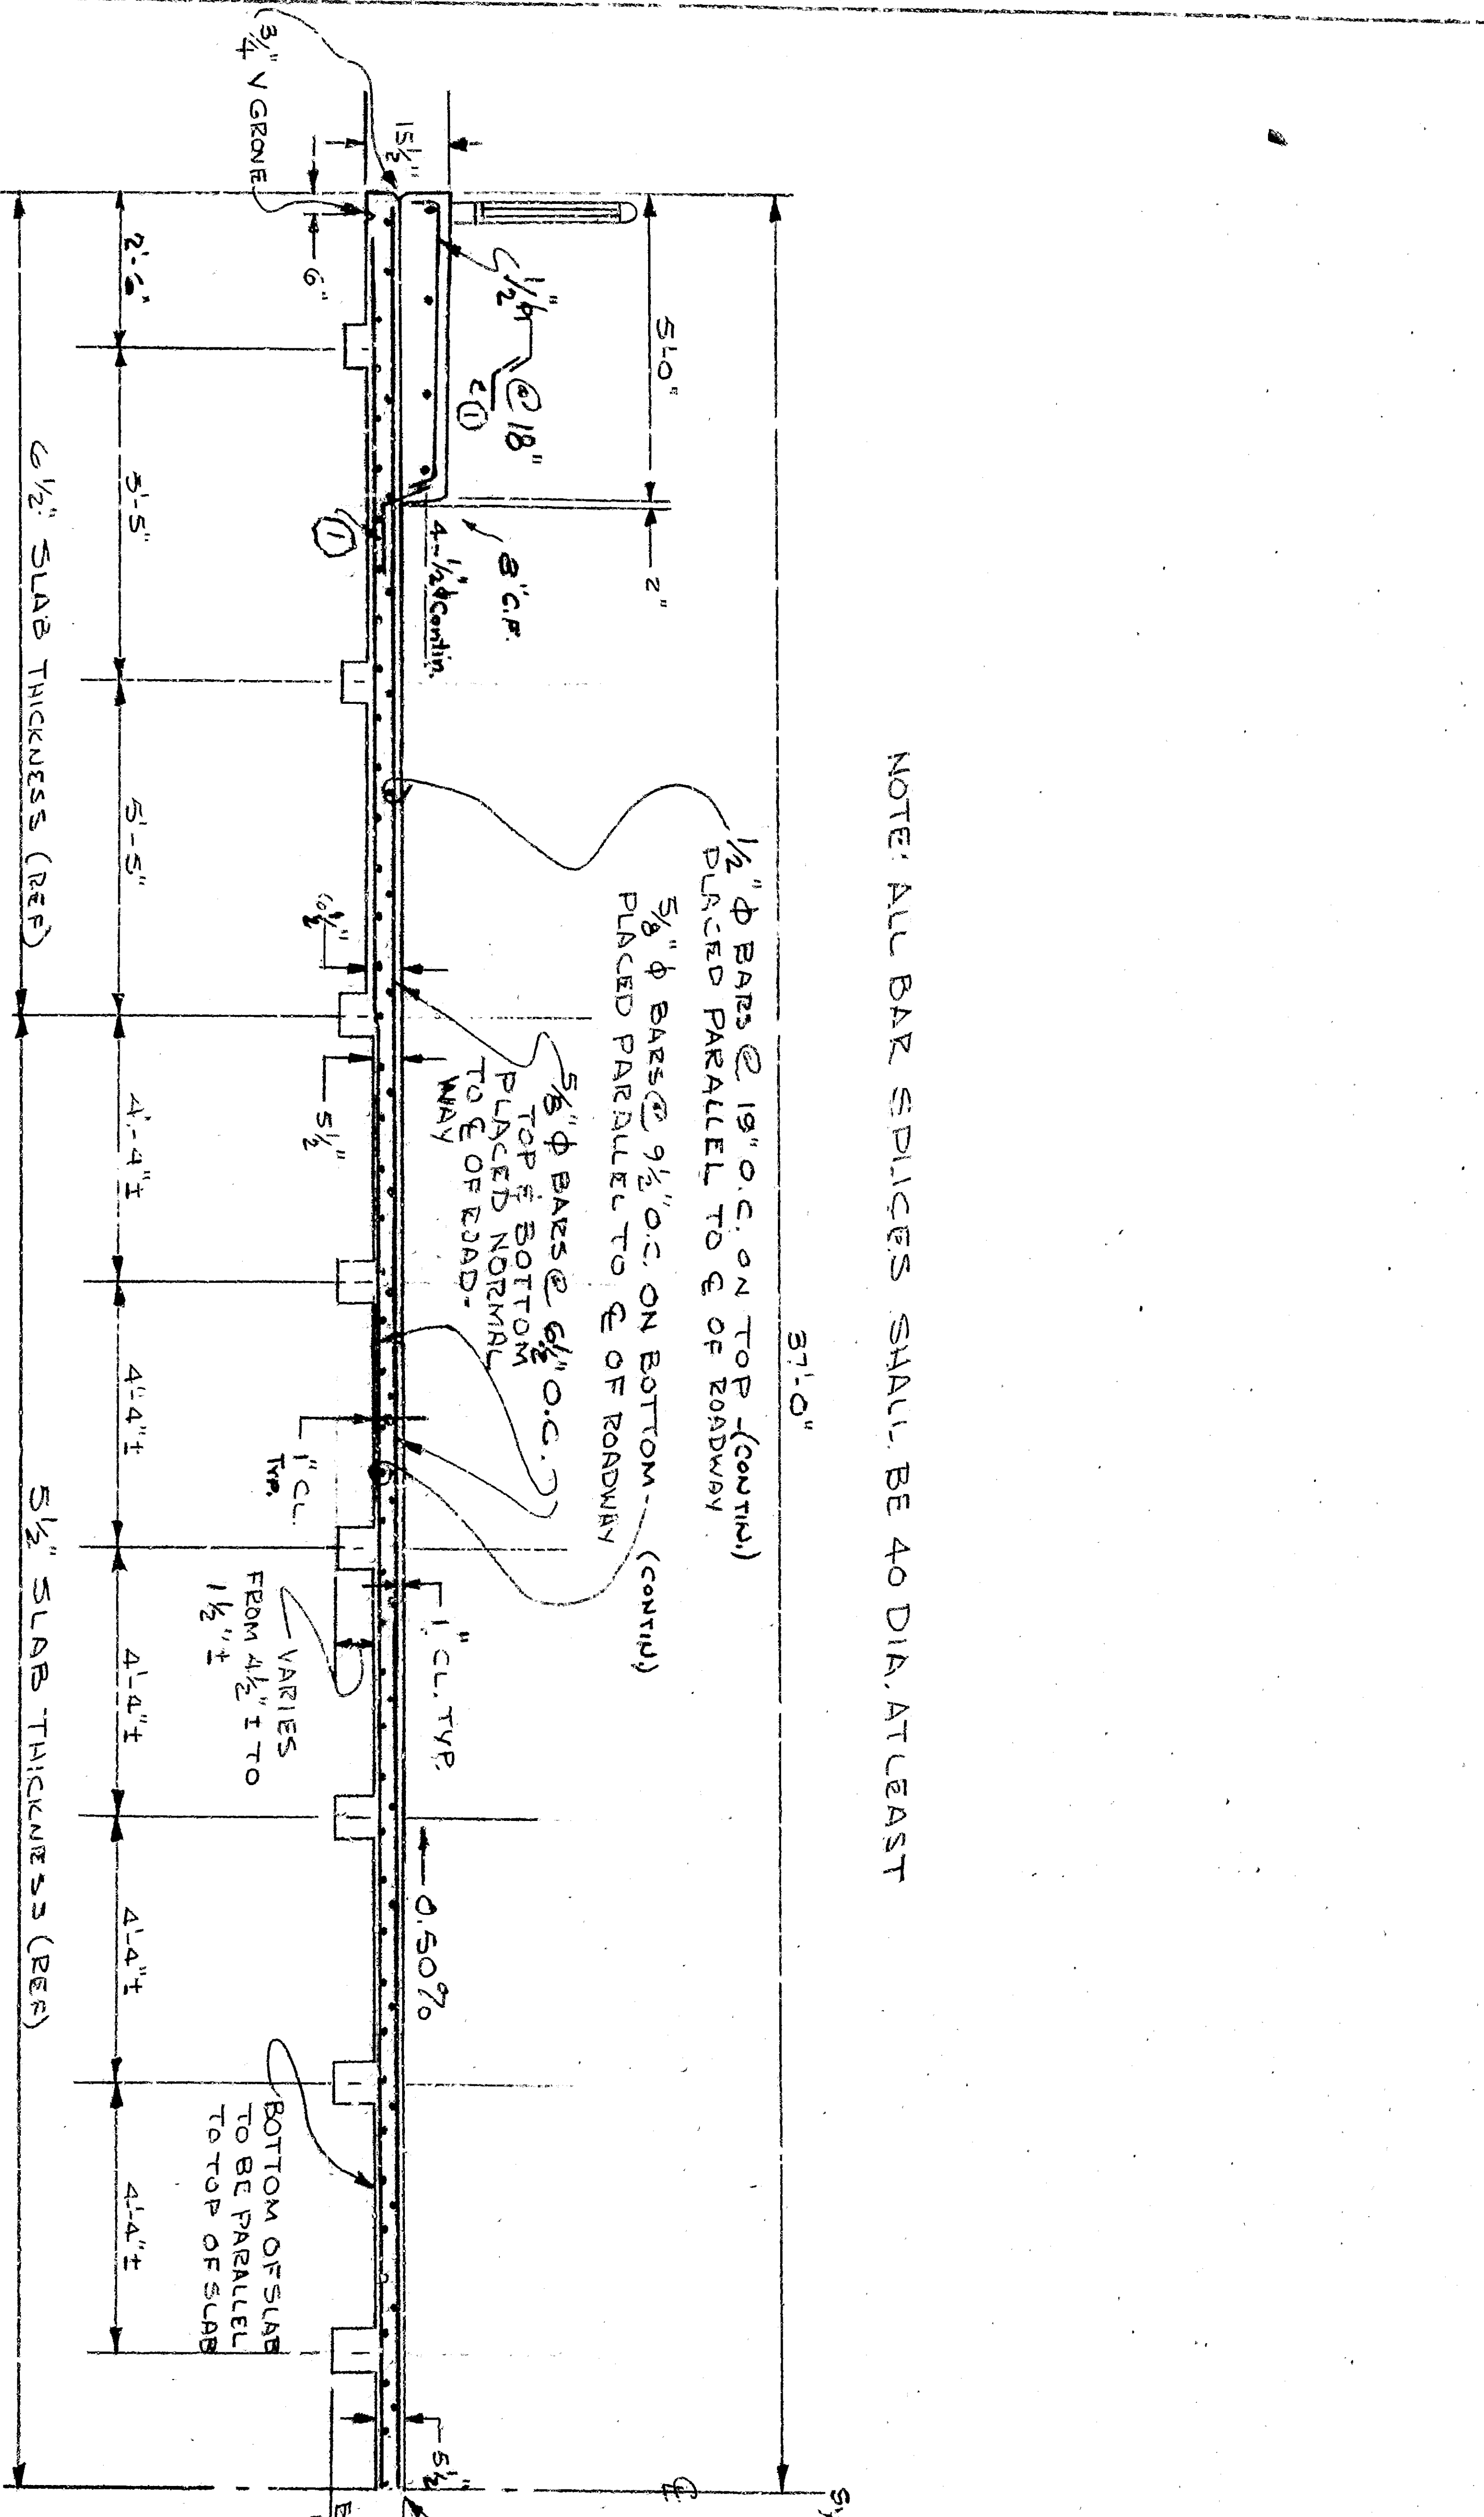 NOTE: ALL BAR SPLICES SHALL BE 40 DIA. AT LEAST
37'-0"
1/2" Φ BARS @ 18" O.C. ON TOP - (CONTIN.)
PLACED PARALLEL TO ℄ OF ROADWAY
5/8" Φ BARS @ 9 1/2" O.C. ON BOTTOM - (CONTIN.)
PLACED PARALLEL TO ℄ OF ROADWAY
5/8" Φ BARS @ 6 1/2" O.C.
TOP & BOTTOM
PLACED NORMAL
TO ℄ OF ROAD-
WAY
5'-0"
2"
℄
1/2" Φ
@ 18"
①
8" C.F.
4-1/2" Φ Contin.
①
15 1/2"
3/4" V GROVE
6"
6 1/2"
5 1/2"
1" CL.
TYP.
1" CL. TYP.
0.50%
5 1/2"
VARIES
FROM 4 1/2" ± TO
1 1/2" ±
BOTTOM OF SLAB
TO BE PARALLEL
TO TOP OF SLAB
2'-6"
5'-5"
5'-5"
4'-4"±
4'-4"±
4'-4"±
4'-4"±
4'-4"±
6 1/2" SLAB THICKNESS (REF)
5 1/2" SLAB THICKNESS (REF)